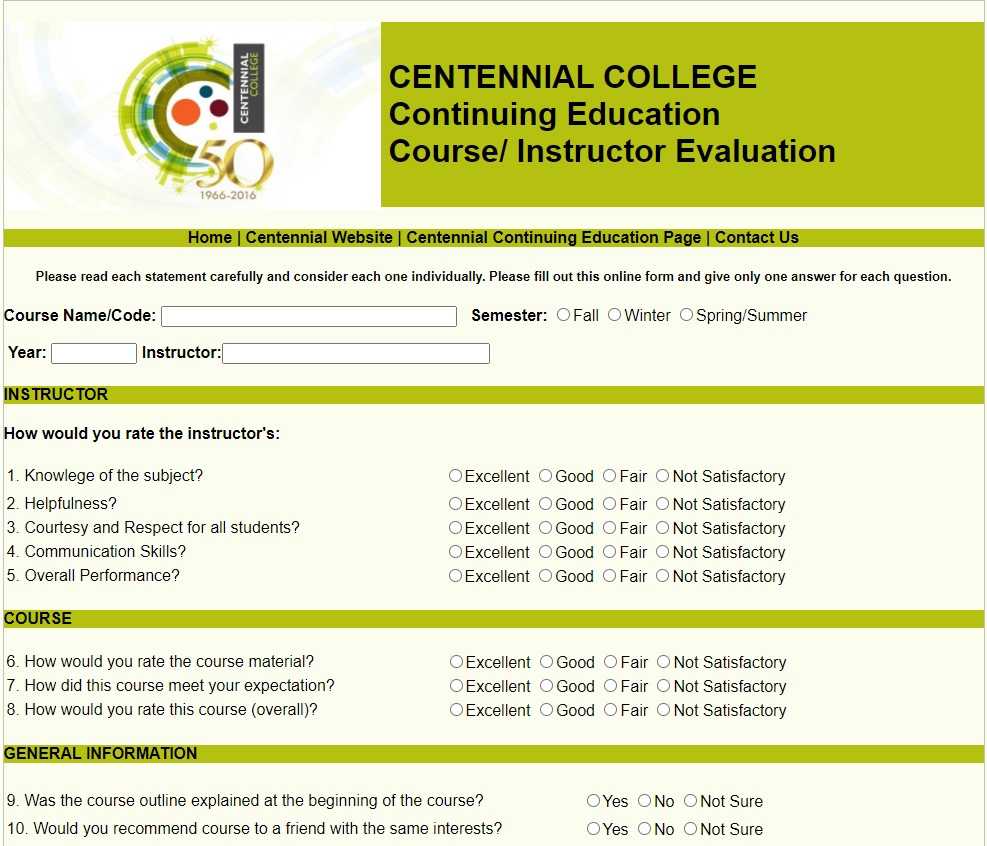 CENTENNIAL
COLLEGE
50
1966-2016
CENTENNIAL COLLEGE
Continuing Education
Course/ Instructor Evaluation
Home | Centennial Website | Centennial Continuing Education Page | Contact Us
Please read each statement carefully and consider each one individually. Please fill out this online form and give only one answer for each question.
Course Name/Code: Semester: Fall Winter Spring/Summer
Year: Instructor:
INSTRUCTOR
How would you rate the instructor's:
1. Knowlege of the subject? Excellent Good Fair Not Satisfactory
2. Helpfulness? Excellent Good Fair Not Satisfactory
3. Courtesy and Respect for all students? Excellent Good Fair Not Satisfactory
4. Communication Skills? Excellent Good Fair Not Satisfactory
5. Overall Performance? Excellent Good Fair Not Satisfactory
COURSE
6. How would you rate the course material? Excellent Good Fair Not Satisfactory
7. How did this course meet your expectation? Excellent Good Fair Not Satisfactory
8. How would you rate this course (overall)? Excellent Good Fair Not Satisfactory
GENERAL INFORMATION
9. Was the course outline explained at the beginning of the course? Yes No Not Sure
10. Would you recommend course to a friend with the same interests? Yes No Not Sure